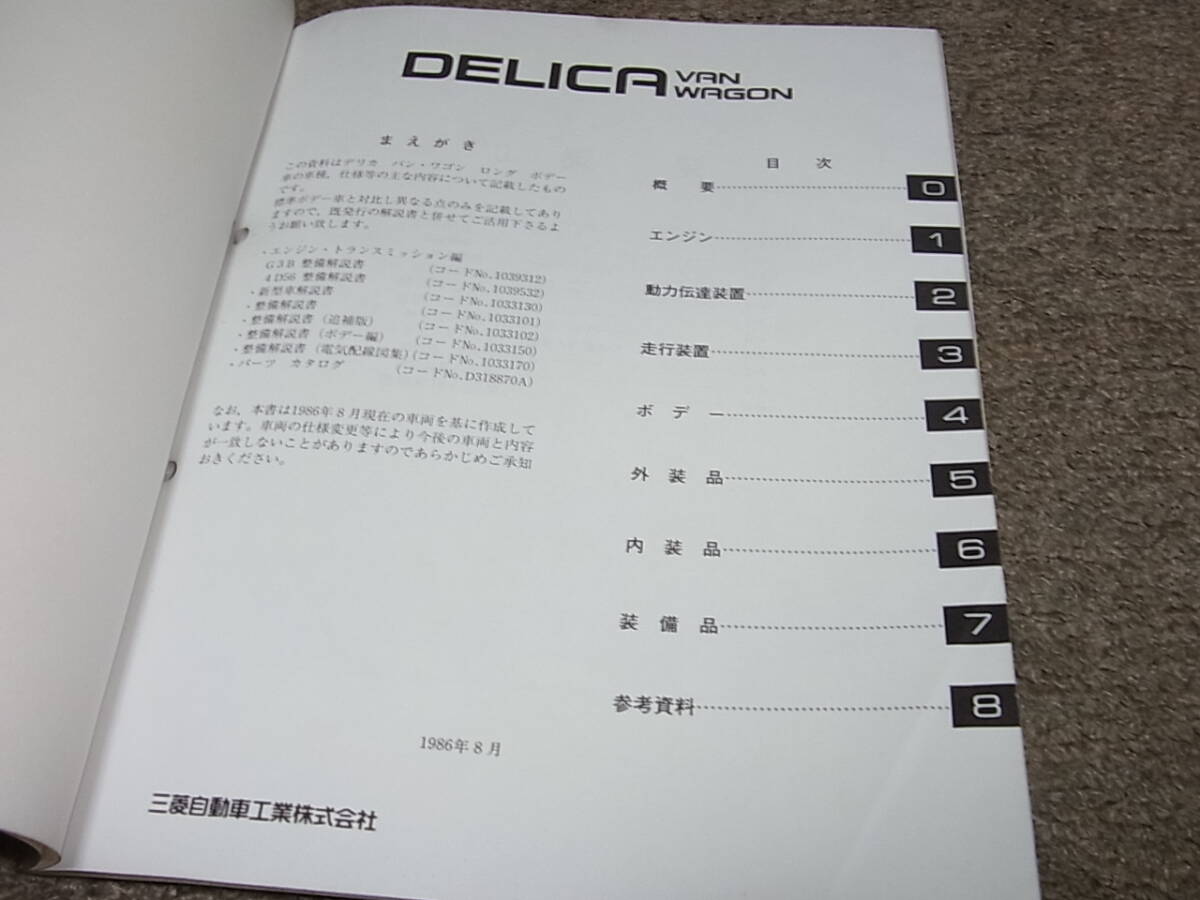 DELICA VAN
WAGON
まえがき
この資料はデリカ バン・ワゴン ロング ボデー
車の車種、仕様等の主な内容について記載したもの
です。
標準ボデー車と対比し異なる点のみを記載してあり
ますので、既発行の解説書と併せてご活用下さるよ
うお願い致します。
・エンジン・トランスミッション編
G3B 整備解説書 (コードNo.1039312)
4D56 整備解説書 (コードNo.1039532)
・新型車解説書 (コードNo.1033130)
・整備解説書 (コードNo.1033101)
・整備解説書(追補版) (コードNo.1033102)
・整備解説書(ボデー編) (コードNo.1033150)
・整備解説書(電気配線図集) (コードNo.1033170)
・パーツ カタログ (コードNo.D318870A)
なお、本書は1986年8月現在の車両を基に作成して
います。車両の仕様変更等により今後の車両と内容
が一致しないことがありますのであらかじめご承知
おきください。
1986年8月
三菱自動車工業株式会社
目次
概要 0
エンジン 1
動力伝達装置 2
走行装置 3
ボデー 4
外装品 5
内装品 6
装備品 7
参考資料 8